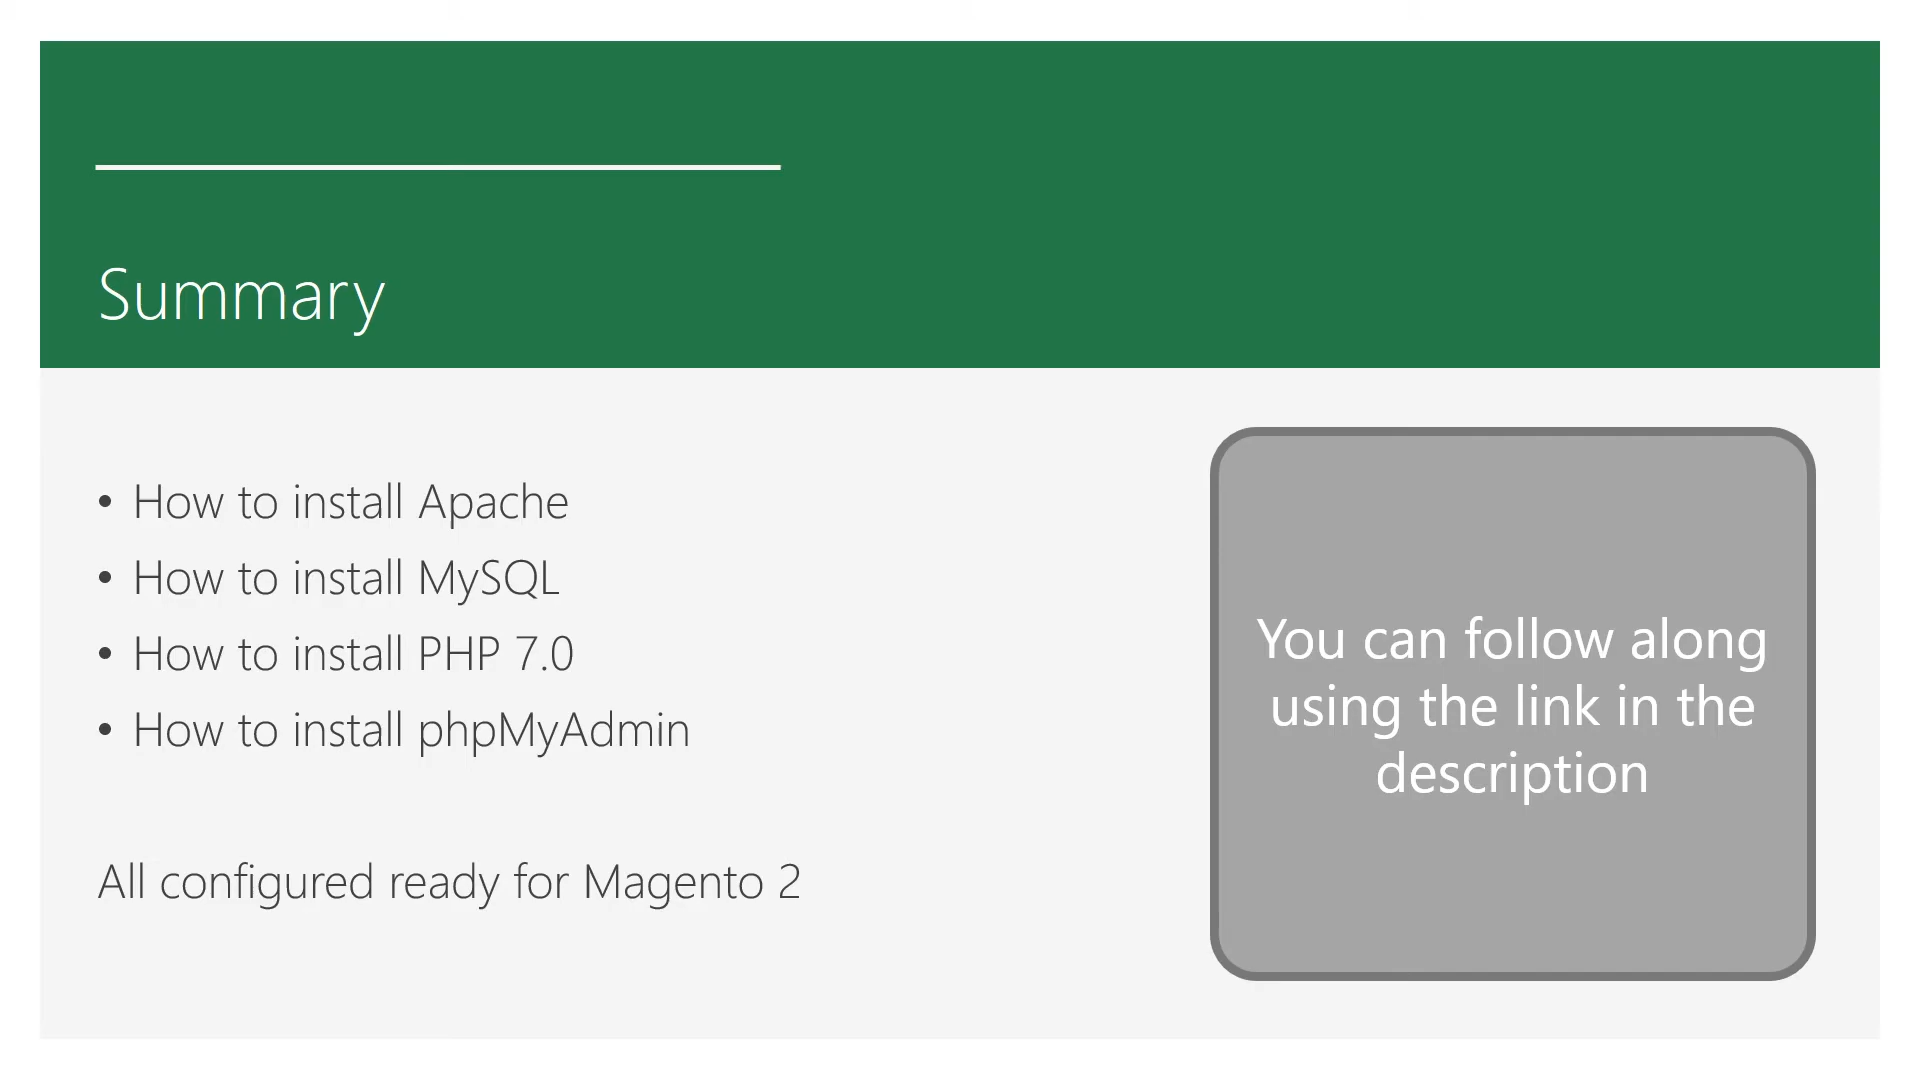 Summary
• How to install Apache
• How to install MySQL
• How to install PHP 7.0
• How to install phpMyAdmin
All configured ready for Magento 2
You can follow along
using the link in the
description